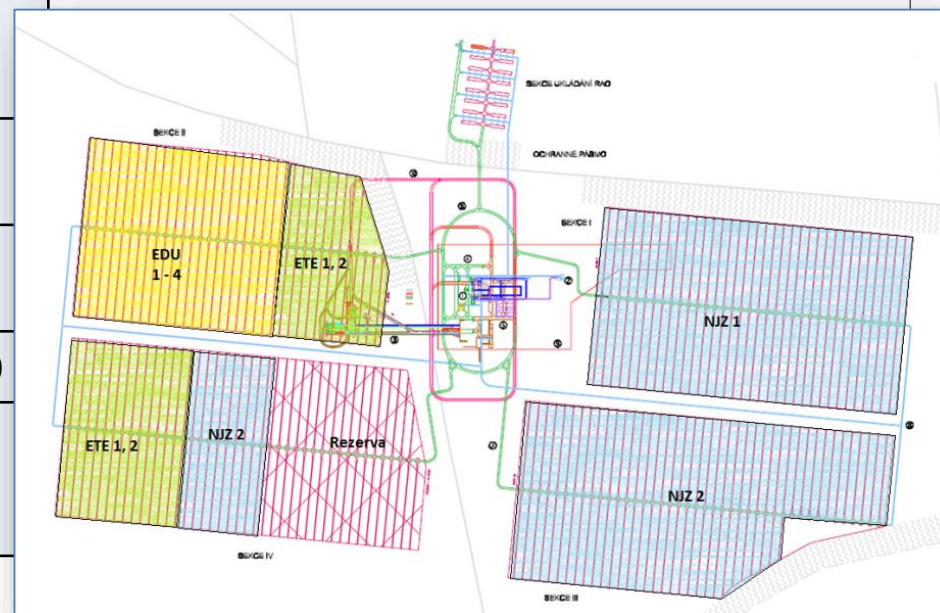 SEKCE UKLÁDÁNÍ RAO
SEKCE II
OCHRANNÉ PÁSMO
SEKCE I
EDU
1 - 4
ETE 1, 2
NJZ 1
)
ETE 1, 2
NJZ 2
Rezerva
NJZ 2
SEKCE IV
SEKCE III